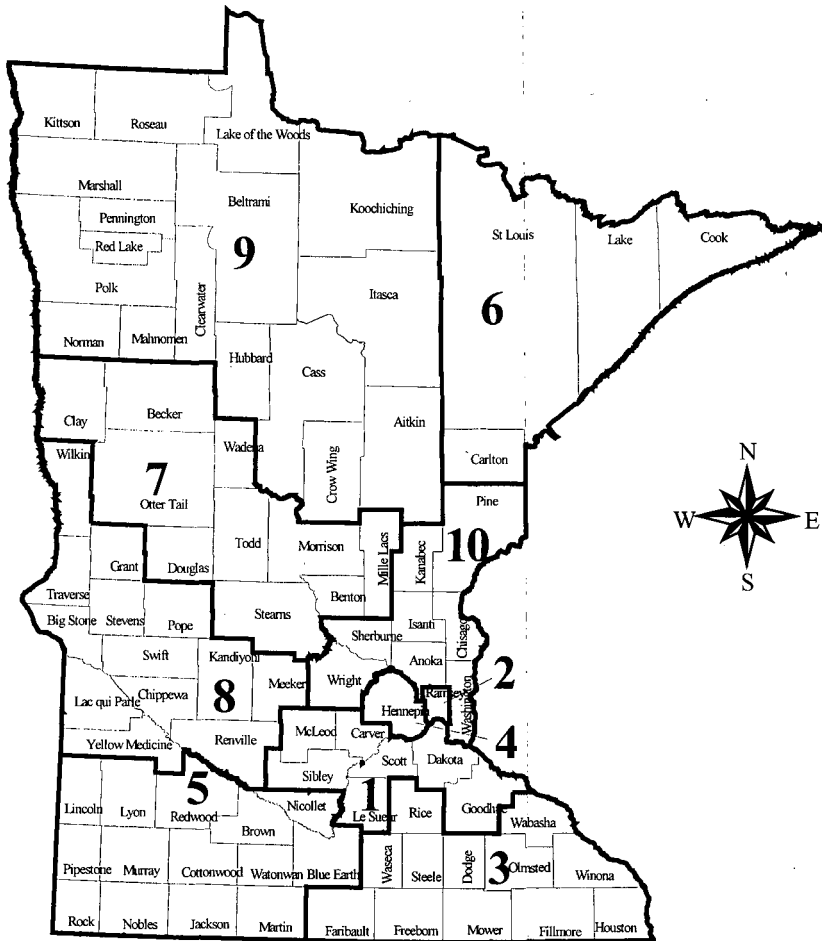 Kittson
Roseau
Lake of the Woods
Marshall
Beltrami
Koochiching
Pennington
Red Lake
9
Polk
Clearwater
Itasca
Norman
Mahnomen
Hubbard
Cass
St Louis
Lake
Cook
6
Clay
Becker
Wadena
Aitkin
Crow Wing
Carlton
Wilkin
7
Otter Tail
Pine
N
W
E
S
10
Todd
Morrison
Mille Lacs
Kanabec
Grant
Douglas
Traverse
Benton
Big Stone
Stevens
Pope
Stearns
Isanti
Chisago
Sherburne
Swift
Kandiyohi
Anoka
Wright
Meeker
Ramsey
2
Lac qui Parle
Chippewa
8
Hennepin
Washington
McLeod
Carver
4
Yellow Medicine
Renville
Scott
Dakota
Sibley
5
1
Lincoln
Lyon
Redwood
Nicollet
Le Sueur
Rice
Goodhue
Wabasha
Brown
Pipestone
Murray
Cottonwood
Watonwan
Blue Earth
Waseca
Steele
Dodge
3
Olmsted
Winona
Rock
Nobles
Jackson
Martin
Faribault
Freeborn
Mower
Fillmore
Houston